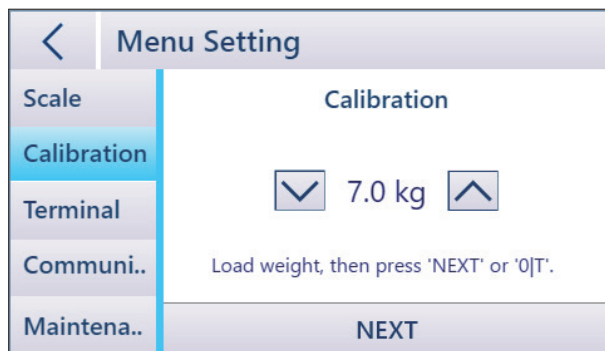 Menu Setting
Scale
Calibration
Terminal
Communi..
Maintena..
Calibration
7.0 kg
Load weight, then press 'NEXT' or '0|T'.
NEXT